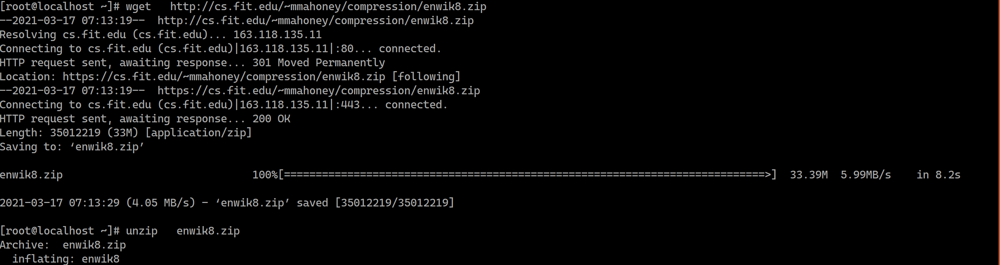 [root@localhost ~]# wget   http://cs.fit.edu/~mmahoney/compression/enwik8.zip
--2021-03-17 07:13:19--  http://cs.fit.edu/~mmahoney/compression/enwik8.zip
Resolving cs.fit.edu (cs.fit.edu)... 163.118.135.11
Connecting to cs.fit.edu (cs.fit.edu)|163.118.135.11|:80... connected.
HTTP request sent, awaiting response... 301 Moved Permanently
Location: https://cs.fit.edu/~mmahoney/compression/enwik8.zip [following]
--2021-03-17 07:13:19--  https://cs.fit.edu/~mmahoney/compression/enwik8.zip
Connecting to cs.fit.edu (cs.fit.edu)|163.118.135.11|:443... connected.
HTTP request sent, awaiting response... 200 OK
Length: 35012219 (33M) [application/zip]
Saving to: ‘enwik8.zip’
enwik8.zip                              100%[============================================================================>]  33.39M  5.99MB/s    in 8.2s
2021-03-17 07:13:29 (4.05 MB/s) - ‘enwik8.zip’ saved [35012219/35012219]
[root@localhost ~]# unzip   enwik8.zip
Archive:  enwik8.zip
  inflating: enwik8